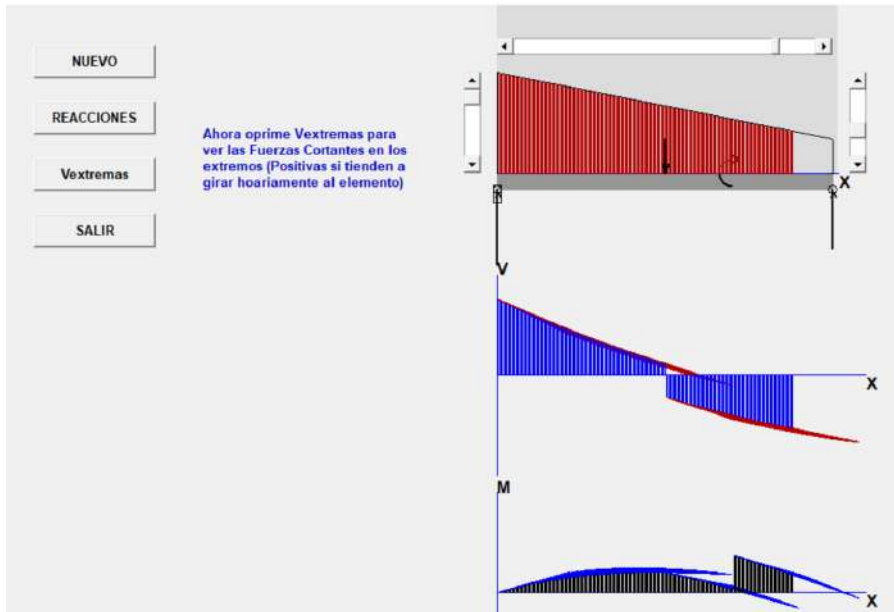 NUEVO
REACCIONES
Vextremas
SALIR
Ahora oprime Vextremas para
ver las Fuerzas Cortantes en los
extremos (Positivas si tienden a
girar hoariamente al elemento)
X
V
X
M
X